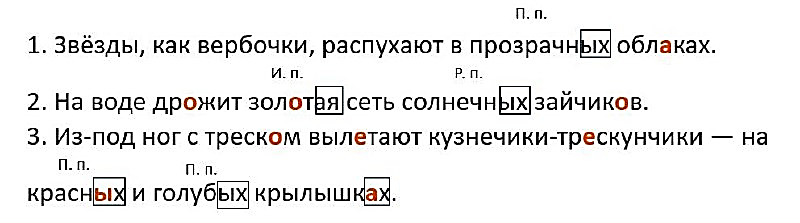 П. п.
1. Звёзды, как вербочки, распухают в прозрачных облаках.
И. п. Р. п.
2. На воде дрожит золотая сеть солнечных зайчиков.
3. Из-под ног с треском вылетают кузнечики-трескунчики — на
П. п. П. п.
красных и голубых крылышках.